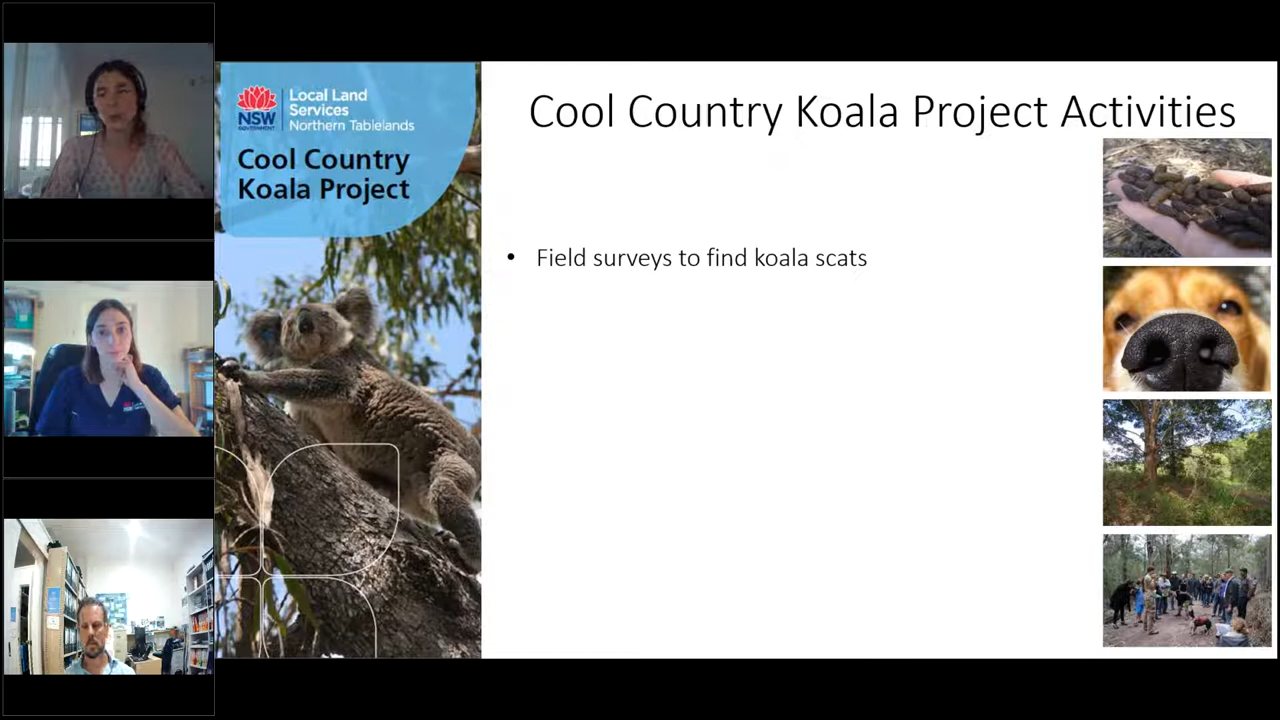 NSW
GOVERNMENT
Local Land
Services
Northern Tablelands
Cool Country
Koala Project
Cool Country Koala Project Activities
• Field surveys to find koala scats